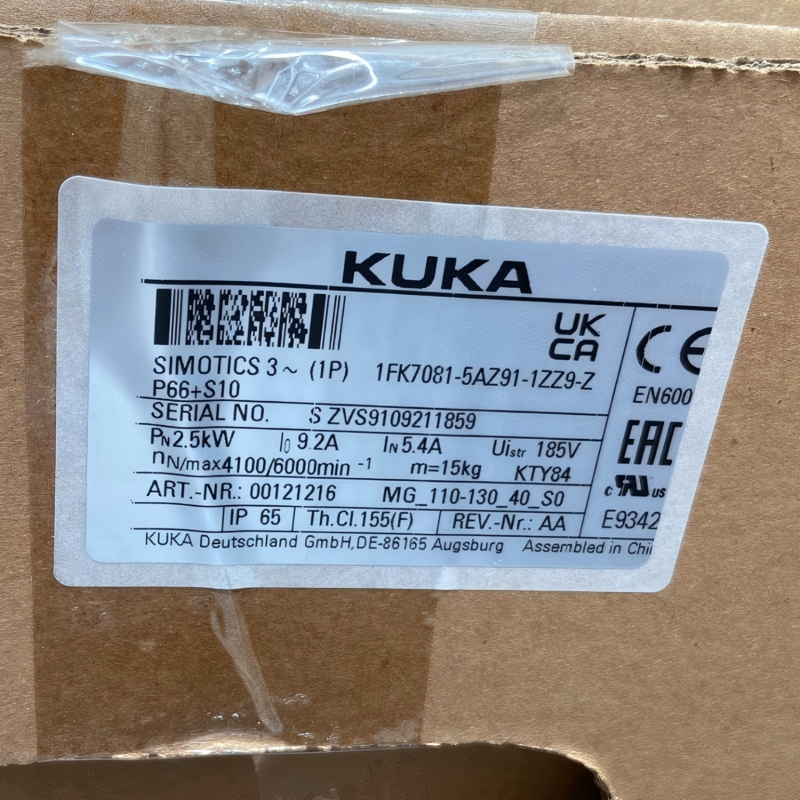 KUKA
UK
CA
CE
SIMOTICS 3~ (1P) 1FK7081-5AZ91-1ZZ9-Z
P66+S10
EN600
SERIAL NO. S ZVS9109211859
PN 2.5kW I0 9.2A IN 5.4A Uistr 185V
EAC
nN/max 4100/6000min -1 m=15kg KTY84
c RU us
ART.-NR.: 00121216 MG_110-130_40_S0
IP 65 Th.Cl.155(F) REV.-Nr.: AA E9342
KUKA Deutschland GmbH,DE-86165 Augsburg Assembled in Chi